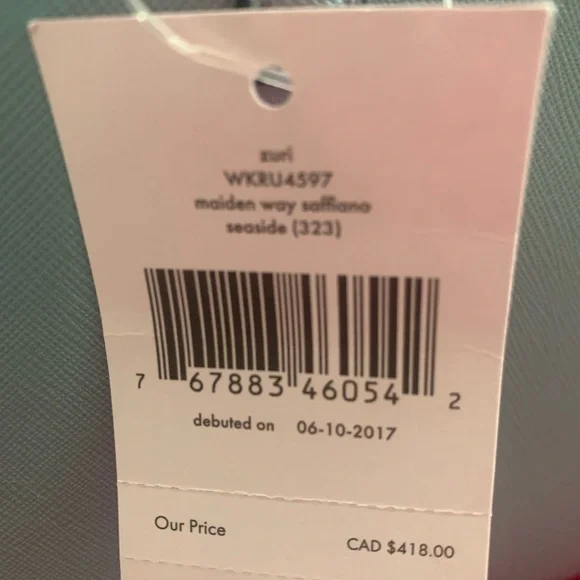 zuri
WKRU4597
maiden way saffiano
seaside (323)
7 67883 46054 2
debuted on 06-10-2017
Our Price
CAD $418.00